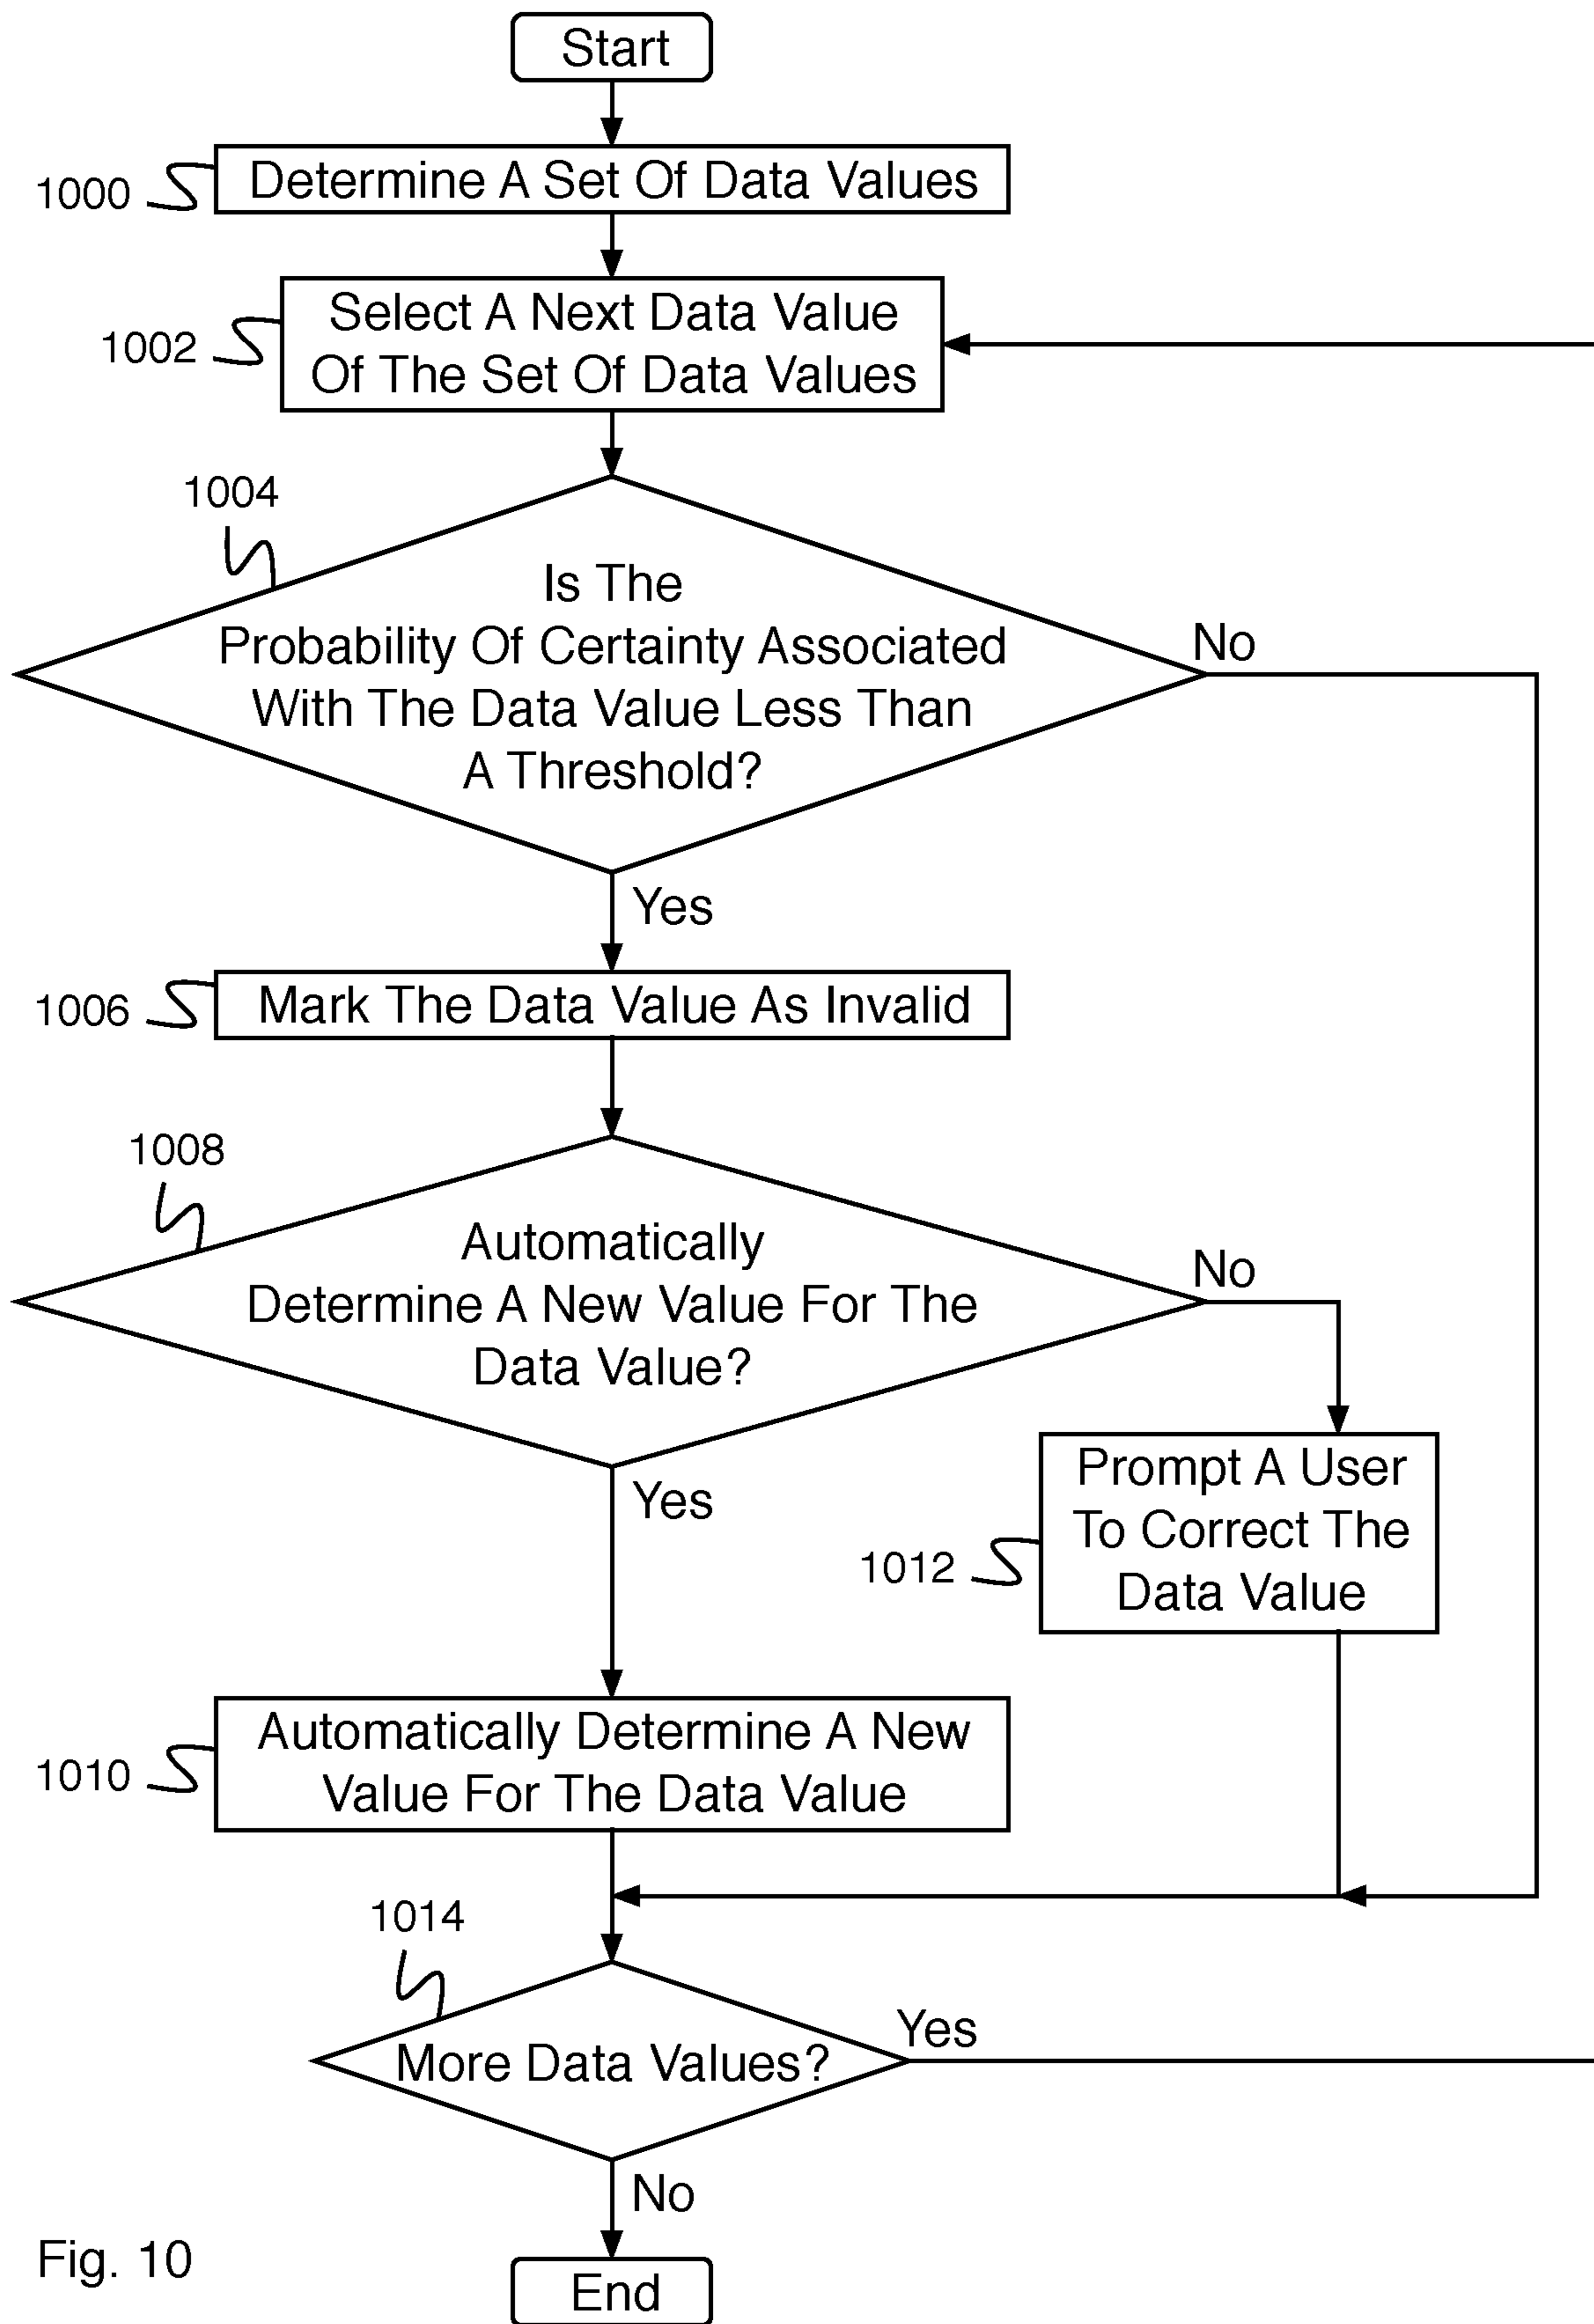 Start
1000
Determine A Set Of Data Values
1002
Select A Next Data Value
Of The Set Of Data Values
1004
Is The
Probability Of Certainty Associated
With The Data Value Less Than
A Threshold?
No
Yes
1006
Mark The Data Value As Invalid
1008
Automatically
Determine A New Value For The
Data Value?
No
Yes
Prompt A User
To Correct The
Data Value
1012
1010
Automatically Determine A New
Value For The Data Value
1014
More Data Values?
Yes
No
Fig. 10
End